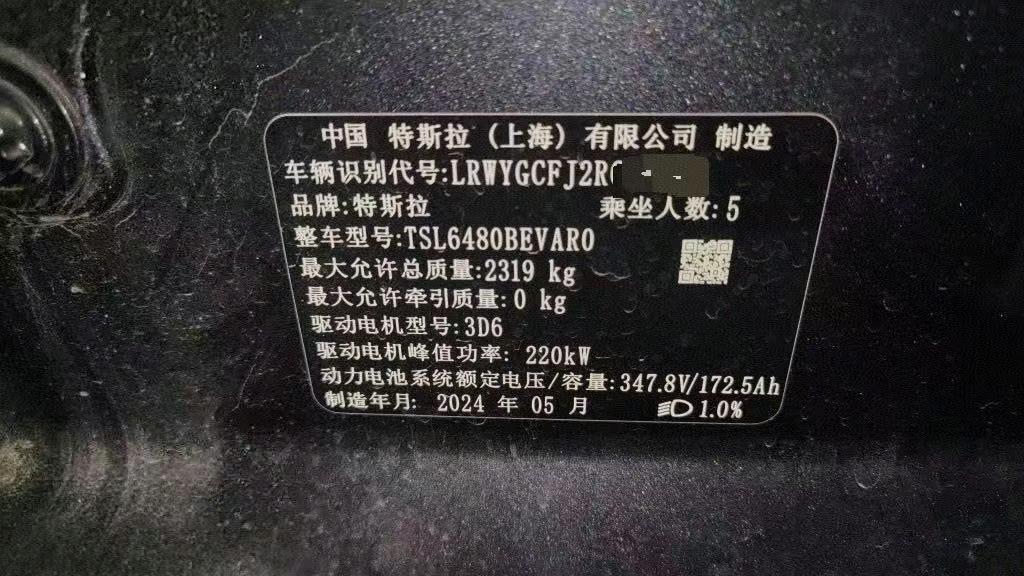 中国 特斯拉 (上海) 有限公司 制造
车辆识别代号:LRWYGCFJ2R
品牌:特斯拉 乘坐人数:5
整车型号:TSL6480BEVAR0
最大允许总质量:2319 kg
最大允许牵引质量: 0 kg
驱动电机型号:3D6
驱动电机峰值功率: 220kW
动力电池系统额定电压/容量:347.8V/172.5Ah
制造年月: 2024 年 05 月 1.0%